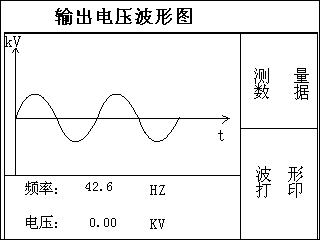 输出电压波形图
kV
t
测 量
数 据
波 形
打 印
频率: 42.6 HZ
电压: 0.00 KV